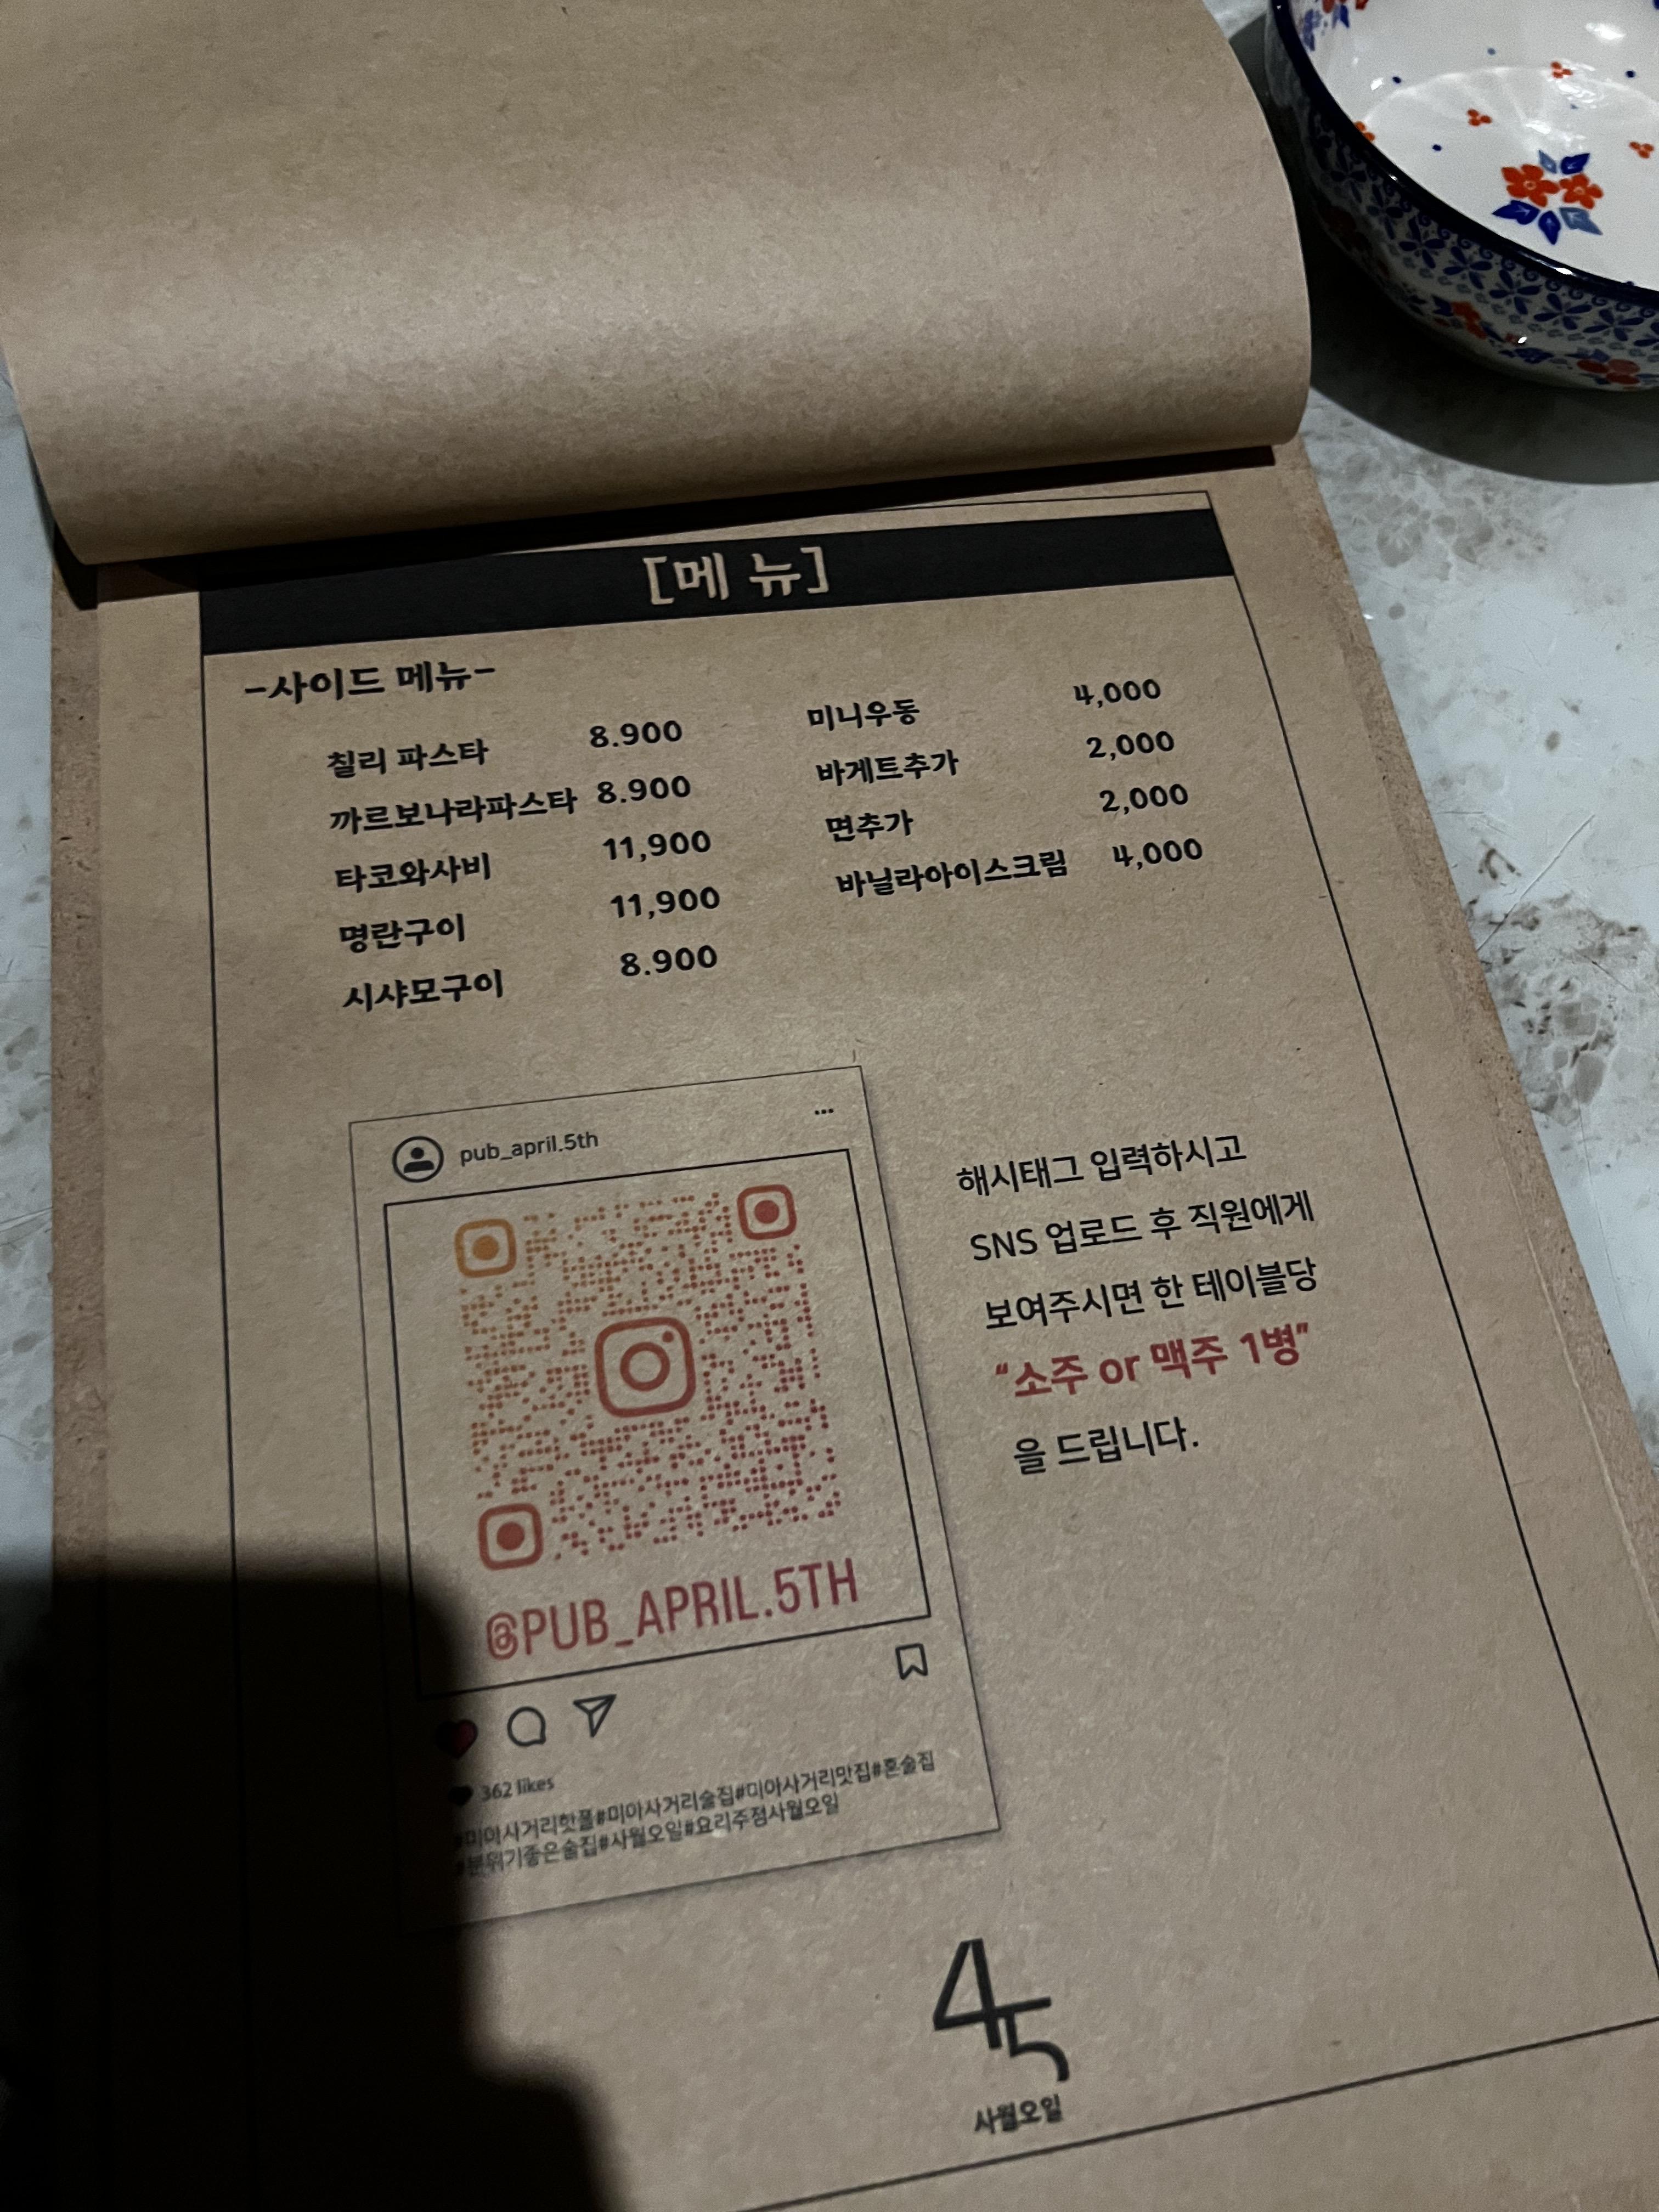 [메 뉴]
-사이드 메뉴-
칠리 파스타 8.900
까르보나라파스타 8.900
타코와사비 11,900
명란구이 11,900
시샤모구이 8.900
미니우동 4,000
바게트추가 2,000
면추가 2,000
바닐라아이스크림 4,000
pub_april.5th
@PUB_APRIL.5TH
362 likes
#미아사거리핫플#미아사거리술집#미아사거리맛집#혼술집
#분위기좋은술집#사월오일#요리주점사월오일
해시태그 입력하시고
SNS 업로드 후 직원에게
보여주시면 한 테이블당
“소주 or 맥주 1병”
을 드립니다.
45
사월오일